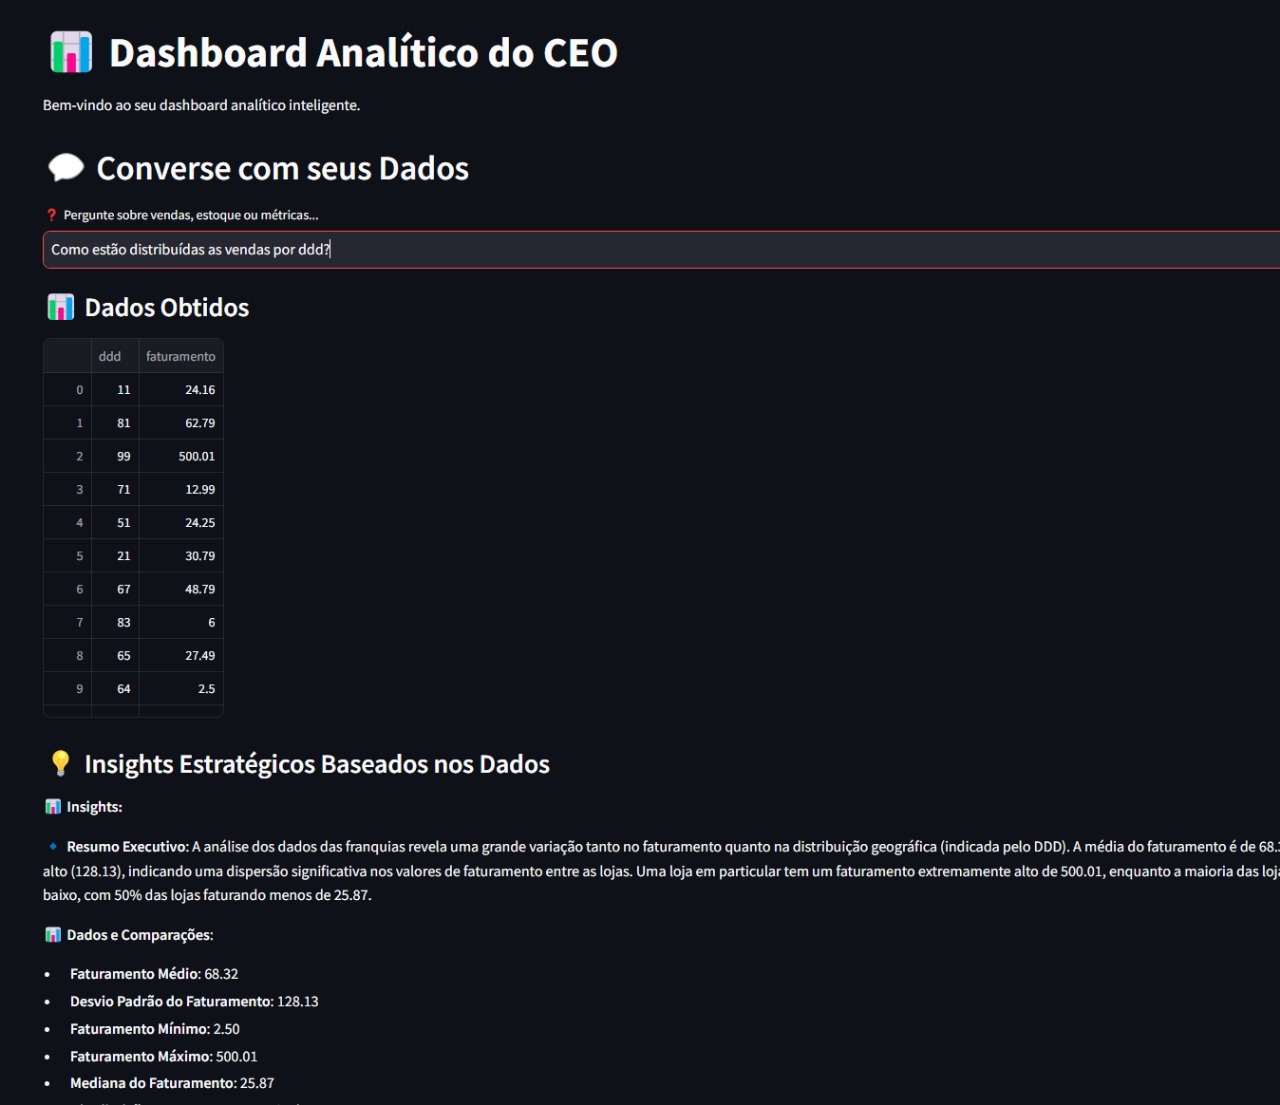 Dashboard Analítico do CEO
Bem-vindo ao seu dashboard analítico inteligente.
Converse com seus Dados
❓ Pergunte sobre vendas, estoque ou métricas...
Como estão distribuídas as vendas por ddd?
Dados Obtidos
ddd faturamento
0 11 24.16
1 81 62.79
2 99 500.01
3 71 12.99
4 51 24.25
5 21 30.79
6 67 48.79
7 83 6
8 65 27.49
9 64 2.5
Insights Estratégicos Baseados nos Dados
Insights:
Resumo Executivo: A análise dos dados das franquias revela uma grande variação tanto no faturamento quanto na distribuição geográfica (indicada pelo DDD). A média do faturamento é de 68.
alto (128.13), indicando uma dispersão significativa nos valores de faturamento entre as lojas. Uma loja em particular tem um faturamento extremamente alto de 500.01, enquanto a maioria das
baixo, com 50% das lojas faturando menos de 25.87.
Dados e Comparações:
• Faturamento Médio: 68.32
• Desvio Padrão do Faturamento: 128.13
• Faturamento Mínimo: 2.50
• Faturamento Máximo: 500.01
• Mediana do Faturamento: 25.87